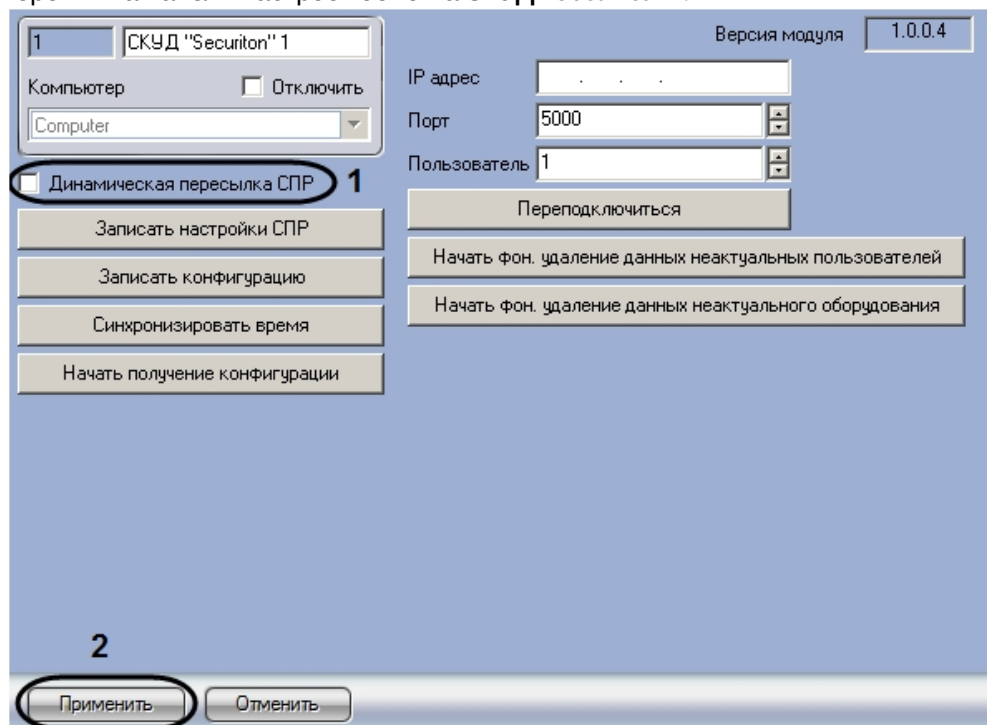 1
СКУД "Securiton" 1
Компьютер
Отключить
Computer
Динамическая пересылка СПР
1
Записать настройки СПР
Записать конфигурацию
Синхронизировать время
Начать получение конфигурации
Версия модуля
1.0.0.4
IP адрес
. . .
Порт
5000
Пользователь
1
Переподключиться
Начать фон. удаление данных неактуальных пользователей
Начать фон. удаление данных неактуального оборудования
2
Применить
Отменить